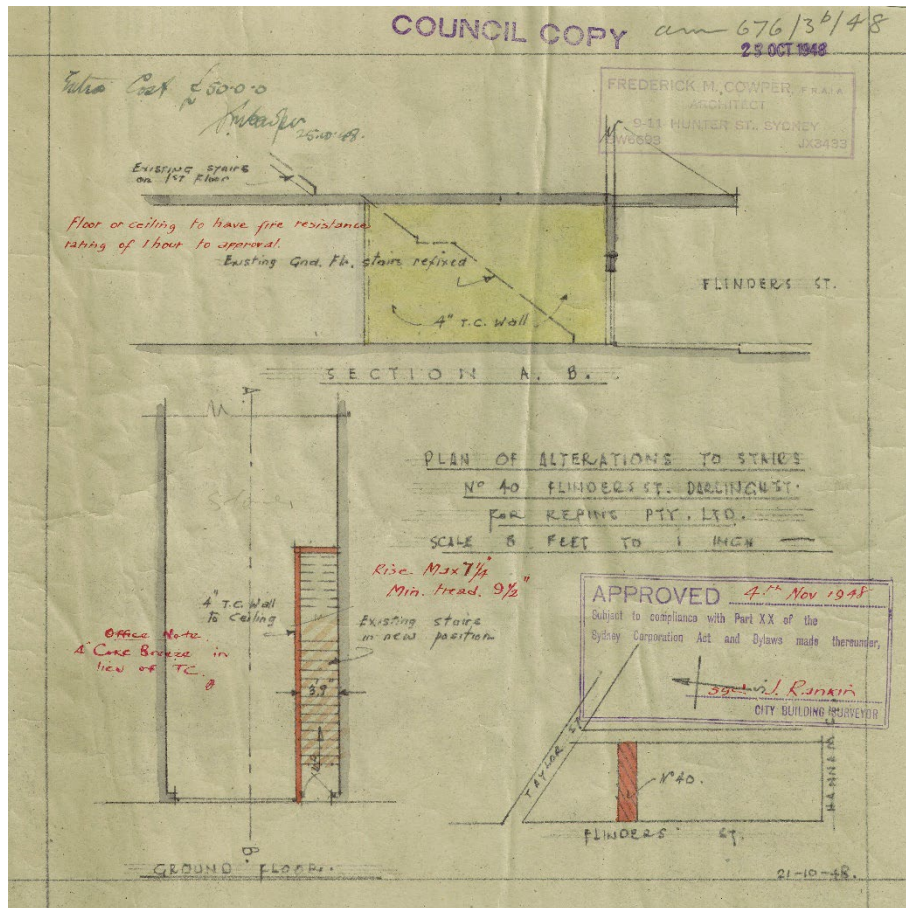 COUNCIL COPY
676/3b/48
25 OCT 1948
Extra Cost £50·0·0
25·10·48.
FREDERICK M. COWPER, F.R.A.I.A.
ARCHITECT
9-11 HUNTER ST., SYDNEY
BW6693 JX3433
EXISTING STAIRS
on 1ST FLOOR
Floor or ceiling to have fire resistance
rating of 1 hour to approval.
Existing Gnd. Flr. stairs refixed
4" T.C. Wall
FLINDERS ST.
SECTION A. B.
A.
PLAN OF ALTERATIONS TO STAIRS
Nº 40 FLINDERS ST. DARLINGHST.
FOR REPINS PTY. LTD.
SCALE 8 FEET TO 1 INCH
Rise. Max 7¼"
Min. tread. 9½"
4" T.C. Wall
to Ceiling
Existing stairs
in new position
Office Note.
4" Coke Breeze in
lieu of TC.
3'9"
APPROVED 4th Nov 1948
Subject to compliance with Part XX of the
Sydney Corporation Act and Bylaws made thereunder,
J. Rankin
CITY BUILDING SURVEYOR
TAYLOR ST.
HANNAM ST.
Nº 40.
FLINDERS ST.
B.
GROUND FLOOR.
21-10-48.